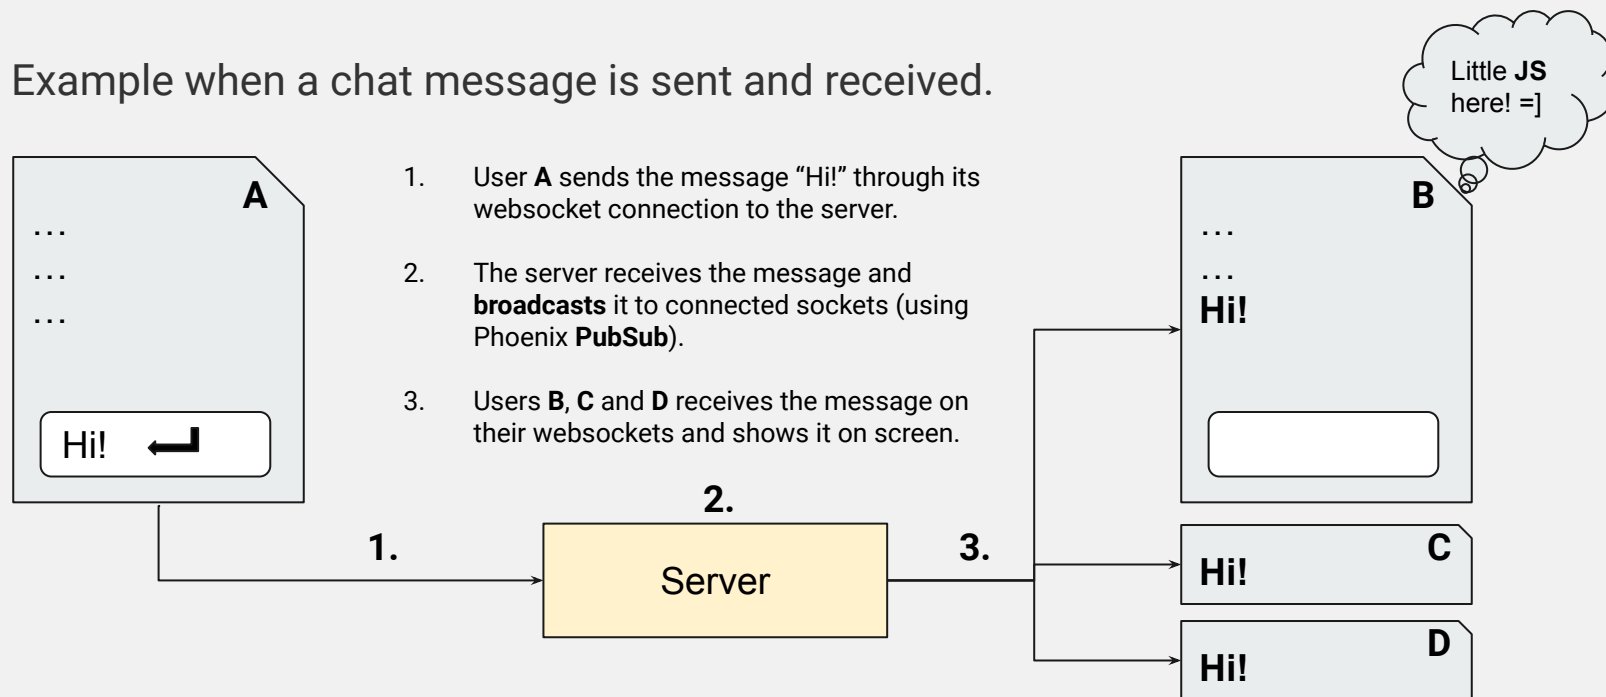 Example when a chat message is sent and received.
Little JS
here! =]
A
...
...
...
Hi!
1. User A sends the message “Hi!” through its
websocket connection to the server.
2. The server receives the message and
broadcasts it to connected sockets (using
Phoenix PubSub).
3. Users B, C and D receives the message on
their websockets and shows it on screen.
B
...
...
Hi!
1.
2.
Server
3.
C
Hi!
D
Hi!